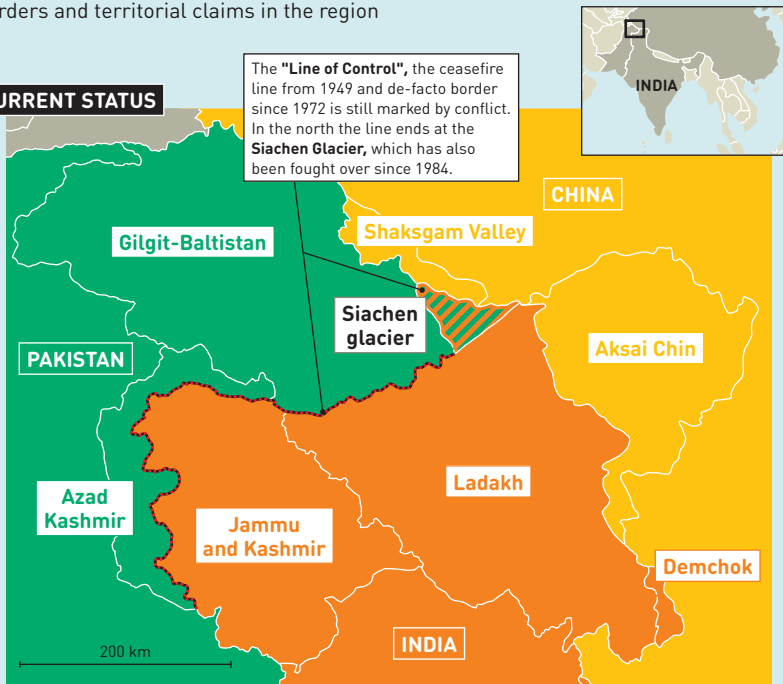 orders and territorial claims in the region
CURRENT STATUS
The "Line of Control", the ceasefire
line from 1949 and de-facto border
since 1972 is still marked by conflict.
In the north the line ends at the
Siachen Glacier, which has also
been fought over since 1984.
INDIA
CHINA
Gilgit-Baltistan
Shaksgam Valley
Siachen
glacier
PAKISTAN
Aksai Chin
Ladakh
Azad
Kashmir
Jammu
and Kashmir
Demchok
INDIA
200 km